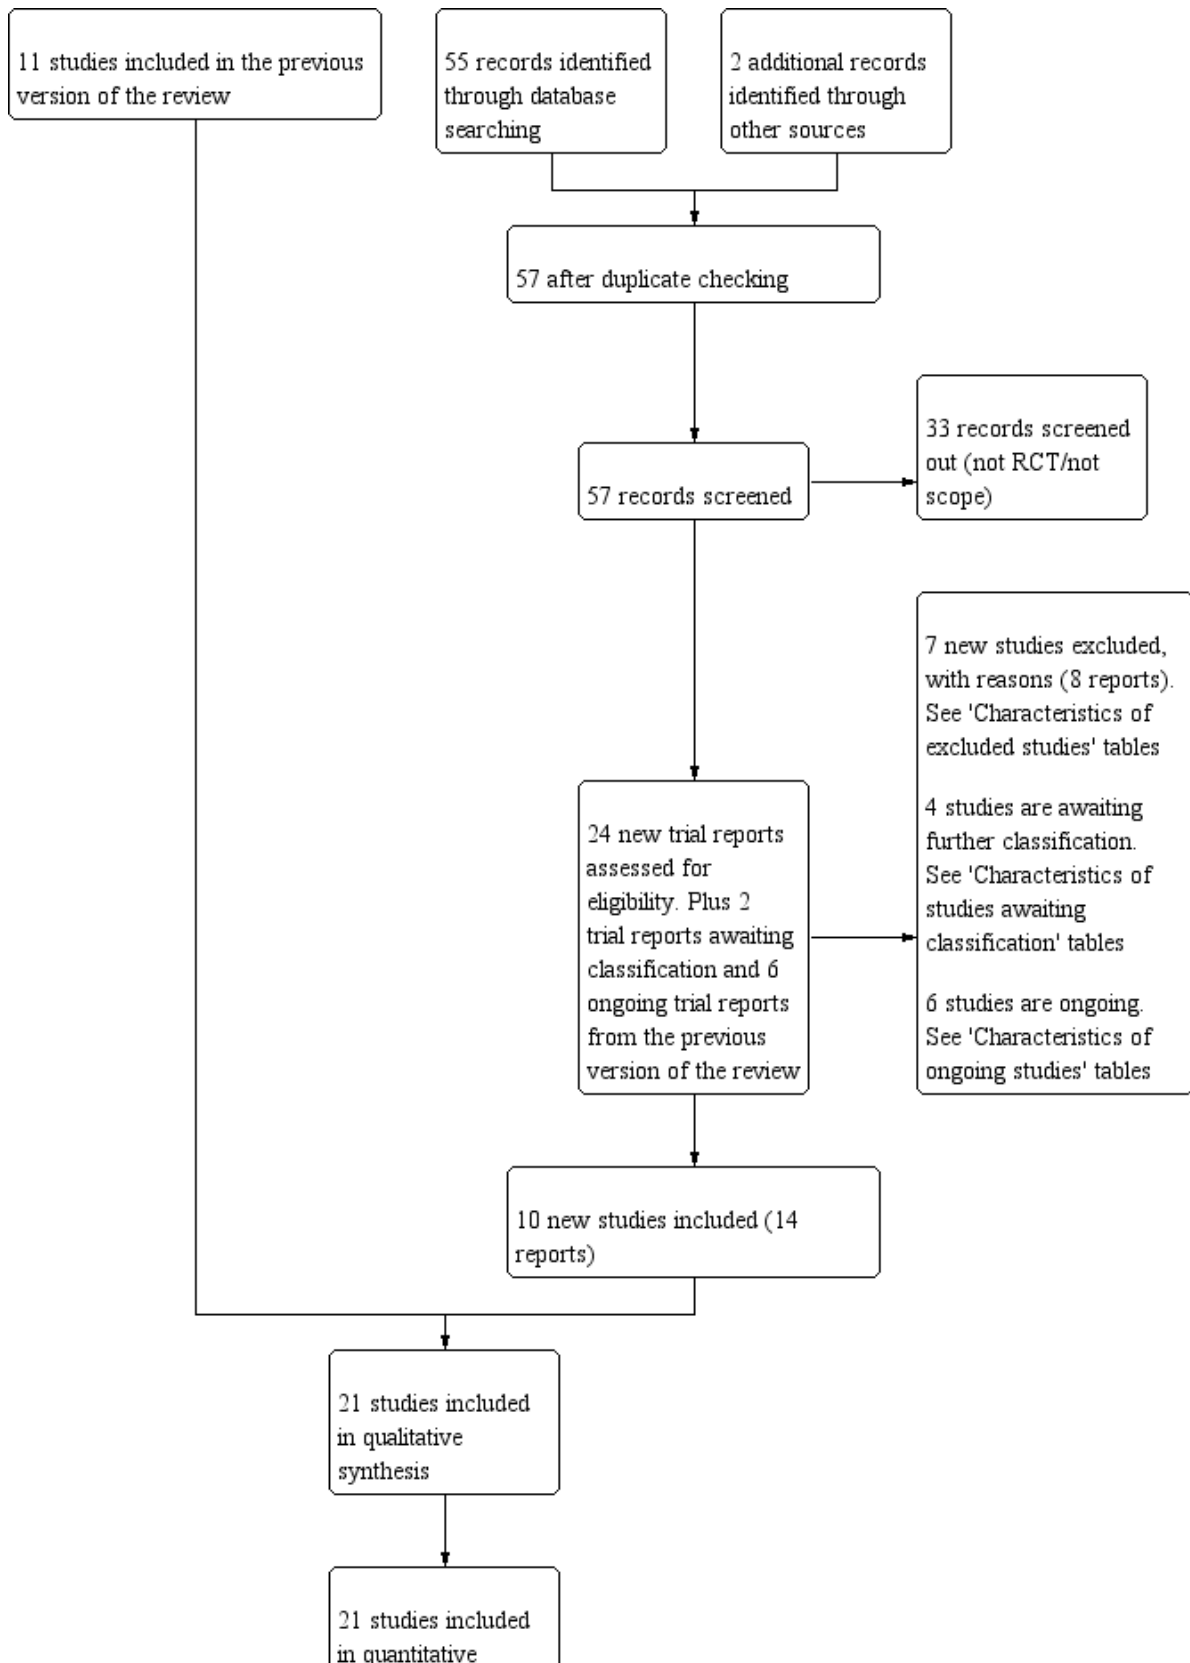 11 studies included in the previous
version of the review
55 records identified
through database
searching
2 additional records
identified through
other sources
57 after duplicate checking
57 records screened
33 records screened
out (not RCT/not
scope)
24 new trial reports
assessed for
eligibility. Plus 2
trial reports awaiting
classification and 6
ongoing trial reports
from the previous
version of the review
7 new studies excluded,
with reasons (8 reports).
See 'Characteristics of
excluded studies' tables
4 studies are awaiting
further classification.
See 'Characteristics of
studies awaiting
classification' tables
6 studies are ongoing.
See 'Characteristics of
ongoing studies' tables
10 new studies included (14
reports)
21 studies included
in qualitative
synthesis
21 studies included
in quantitative